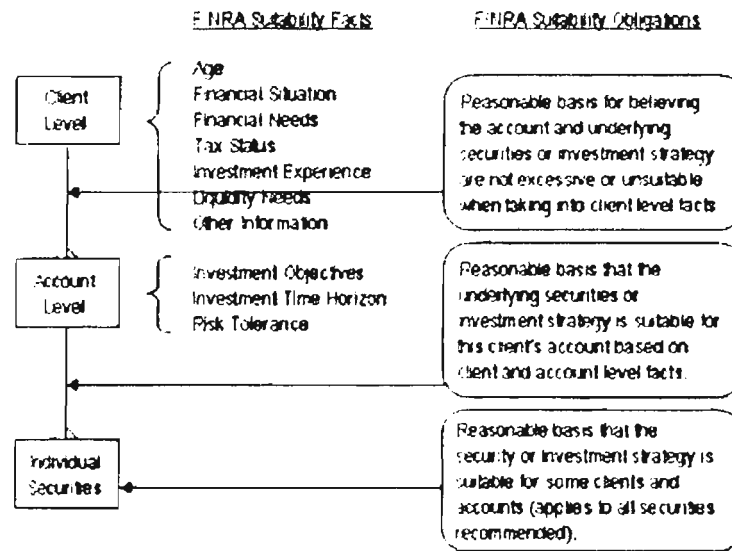 FINRA Suitability Facts
FINRA Suitability Obligations
Client
Level
Age
Financial Situation
Financial Needs
Tax Status
Investment Experience
Liquidity Needs
Other Information
Reasonable basis for believing
the account and underlying
securities or investment strategy
are not excessive or unsuitable
when taking into client level facts
Account
Level
Investment Objectives
Investment Time Horizon
Risk Tolerance
Reasonable basis that the
underlying securities or
investment strategy is suitable for
this client's account based on
client and account level facts.
Individual
Securities
Reasonable basis that the
security or investment strategy is
suitable for some clients and
accounts (applies to all securities
recommended).